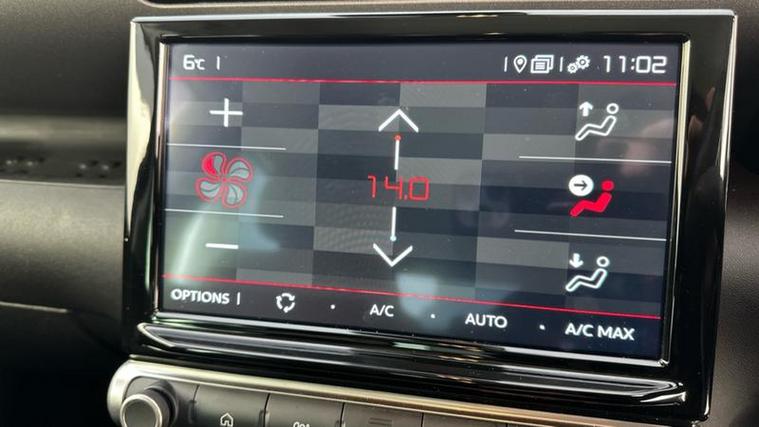 6°C 11:02
14.0
OPTIONS A/C AUTO A/C MAX